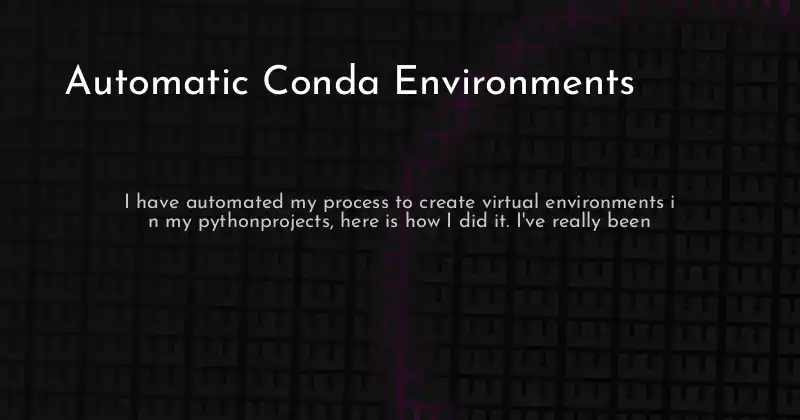 Automatic Conda Environments
I have automated my process to create virtual environments i
n my pythonprojects, here is how I did it. I've really been